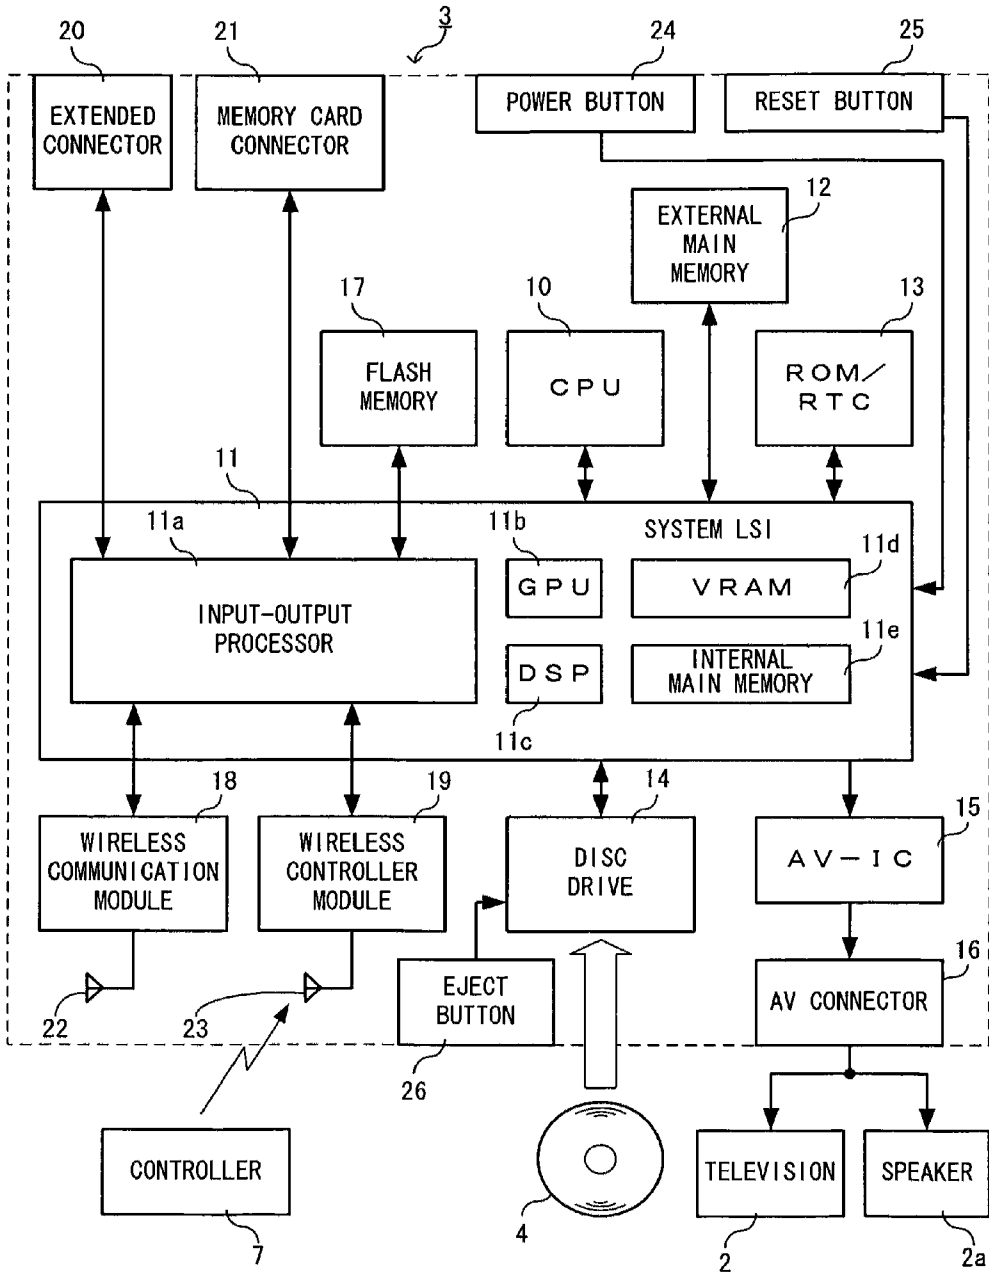 3
20
21
24
25
EXTENDED
CONNECTOR
MEMORY CARD
CONNECTOR
POWER BUTTON
RESET BUTTON
12
EXTERNAL
MAIN
MEMORY
17
10
13
FLASH
MEMORY
CPU
ROM/
RTC
11
SYSTEM LSI
11a
11b
11d
INPUT-OUTPUT
PROCESSOR
GPU
VRAM
11e
DSP
INTERNAL
MAIN MEMORY
11c
18
19
14
15
WIRELESS
COMMUNICATION
MODULE
WIRELESS
CONTROLLER
MODULE
DISC
DRIVE
AV-IC
16
22
23
EJECT
BUTTON
AV CONNECTOR
26
CONTROLLER
7
4
TELEVISION
SPEAKER
2
2a